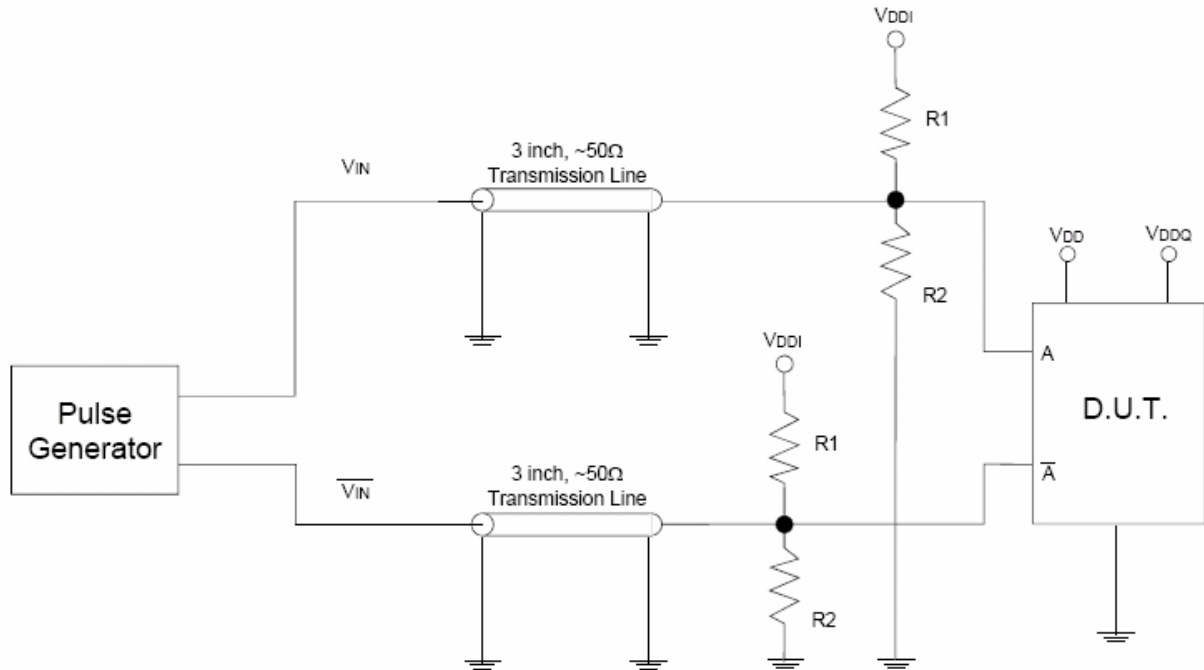 VDDI
R1
3 inch, ~50Ω
Transmission Line
VIN
R2
VDD
VDDQ
VDDI
A
D.U.T.
Pulse
Generator
R1
A̅
3 inch, ~50Ω
Transmission Line
V̅I̅N̅
R2